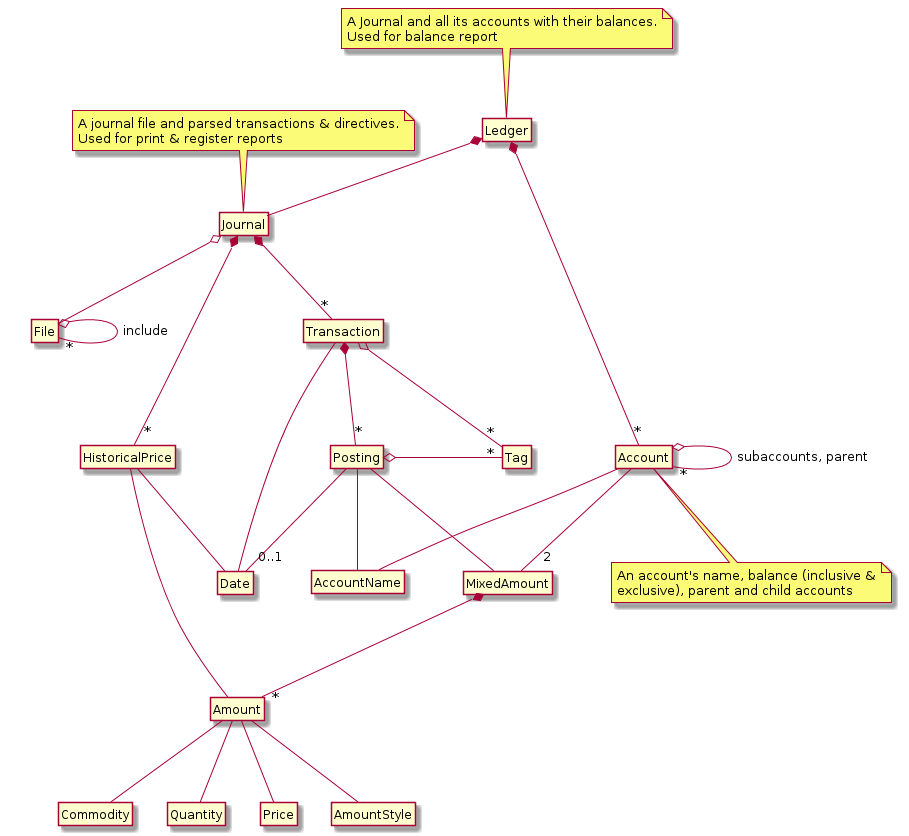 A Journal and all its accounts with their balances.
Used for balance report
A journal file and parsed transactions & directives.
Used for print & register reports
Ledger
Journal
*
File
include
*
Transaction
*
*
*
*
HistoricalPrice
Posting
*
Tag
Account
subaccounts, parent
*
0..1
2
Date
AccountName
MixedAmount
An account's name, balance (inclusive &
exclusive), parent and child accounts
*
Amount
Commodity
Quantity
Price
AmountStyle